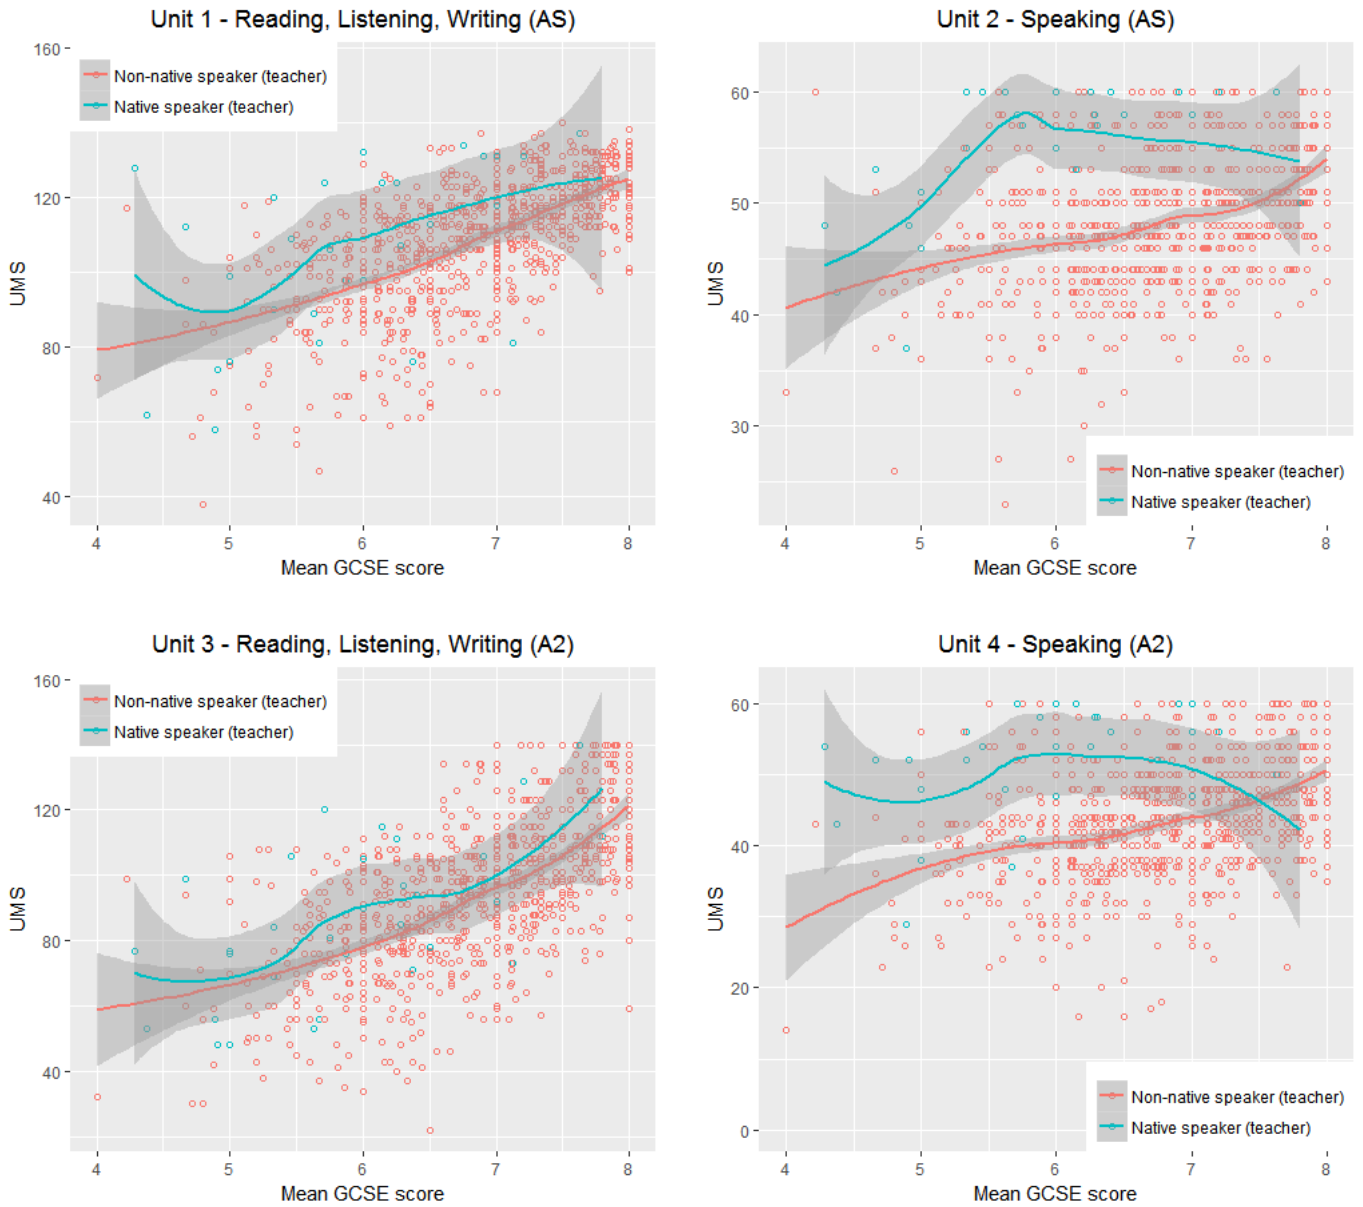 Unit 1 - Reading, Listening, Writing (AS)
160
120
80
40
UMS
Non-native speaker (teacher)
Native speaker (teacher)
4 5 6 7 8
Mean GCSE score
Unit 2 - Speaking (AS)
60
50
40
30
UMS
Non-native speaker (teacher)
Native speaker (teacher)
4 5 6 7 8
Mean GCSE score
Unit 3 - Reading, Listening, Writing (A2)
160
120
80
40
UMS
Non-native speaker (teacher)
Native speaker (teacher)
4 5 6 7 8
Mean GCSE score
Unit 4 - Speaking (A2)
60
40
20
0
UMS
Non-native speaker (teacher)
Native speaker (teacher)
4 5 6 7 8
Mean GCSE score